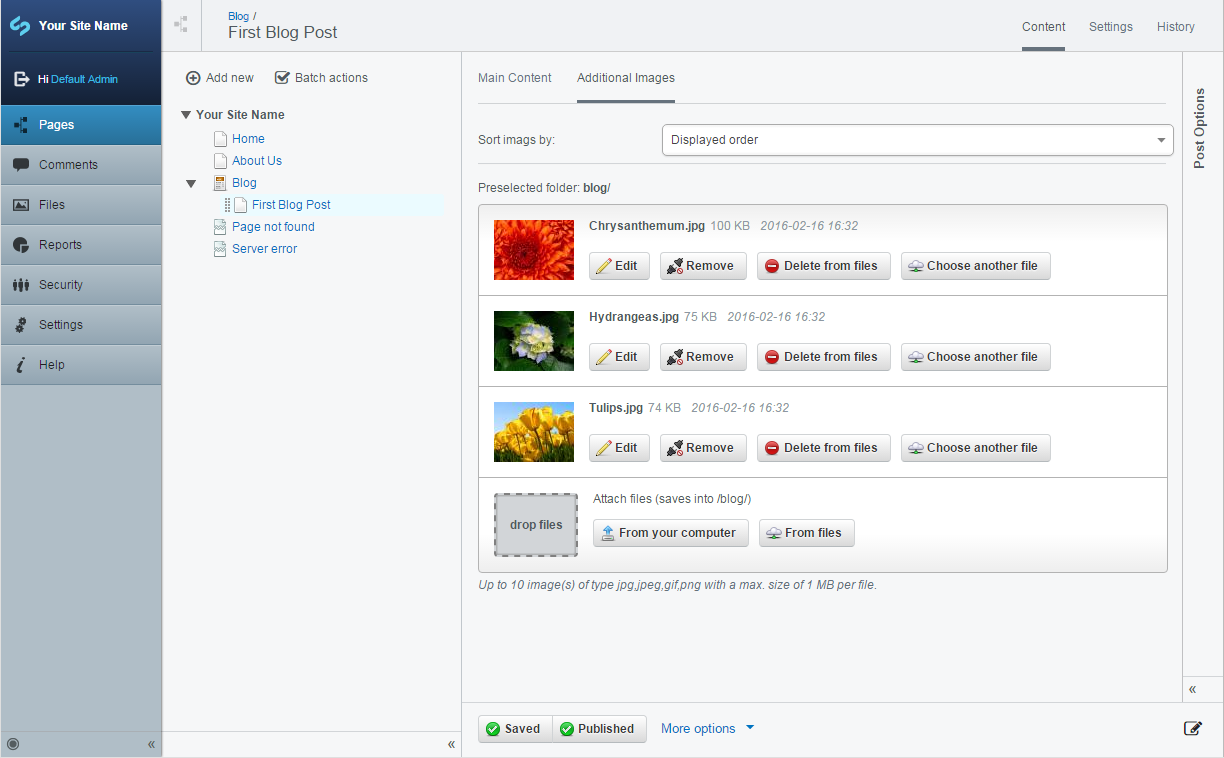 Your Site Name
Hi Default Admin
Pages
Comments
Files
Reports
Security
Settings
Help
«
Blog /
First Blog Post
Content Settings History
Add new Batch actions
Your Site Name
Home
About Us
Blog
First Blog Post
Page not found
Server error
«
Main Content Additional Images
Sort imags by: Displayed order
Preselected folder: blog/
Chrysanthemum.jpg 100 KB 2016-02-16 16:32
Edit Remove Delete from files Choose another file
Hydrangeas.jpg 75 KB 2016-02-16 16:32
Edit Remove Delete from files Choose another file
Tulips.jpg 74 KB 2016-02-16 16:32
Edit Remove Delete from files Choose another file
drop files
Attach files (saves into /blog/)
From your computer From files
Up to 10 image(s) of type jpg,jpeg,gif,png with a max. size of 1 MB per file.
Saved Published More options
Post Options
«